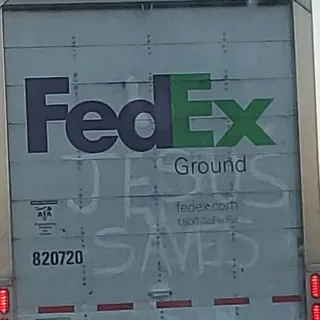 FedEx
Ground
JESUS
fedex.com
SAVES
820720